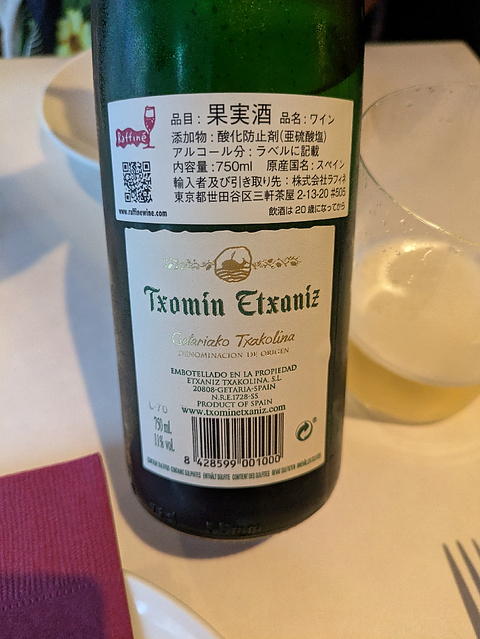 Raffiné
品目：果実酒 品名：ワイン
添加物：酸化防止剤(亜硫酸塩)
アルコール分：ラベルに記載
内容量：750ml 原産国名：スペイン
輸入者及び引き取り先：株式会社ラフィネ
東京都世田谷区三軒茶屋 2-13-20 #505
www.raffinewine.com 飲酒は20歳になってから
Txomin Etxaniz
Getariako Txakolina
DENOMINACION DE ORIGEN
EMBOTELLADO EN LA PROPIEDAD
ETXANIZ TXAKOLINA, S.L.
20808-GETARIA-SPAIN
N.R.E.1728-SS
PRODUCT OF SPAIN
www.txominetxaniz.com
L-70
750 mL
11% vol.
8 428599 001000